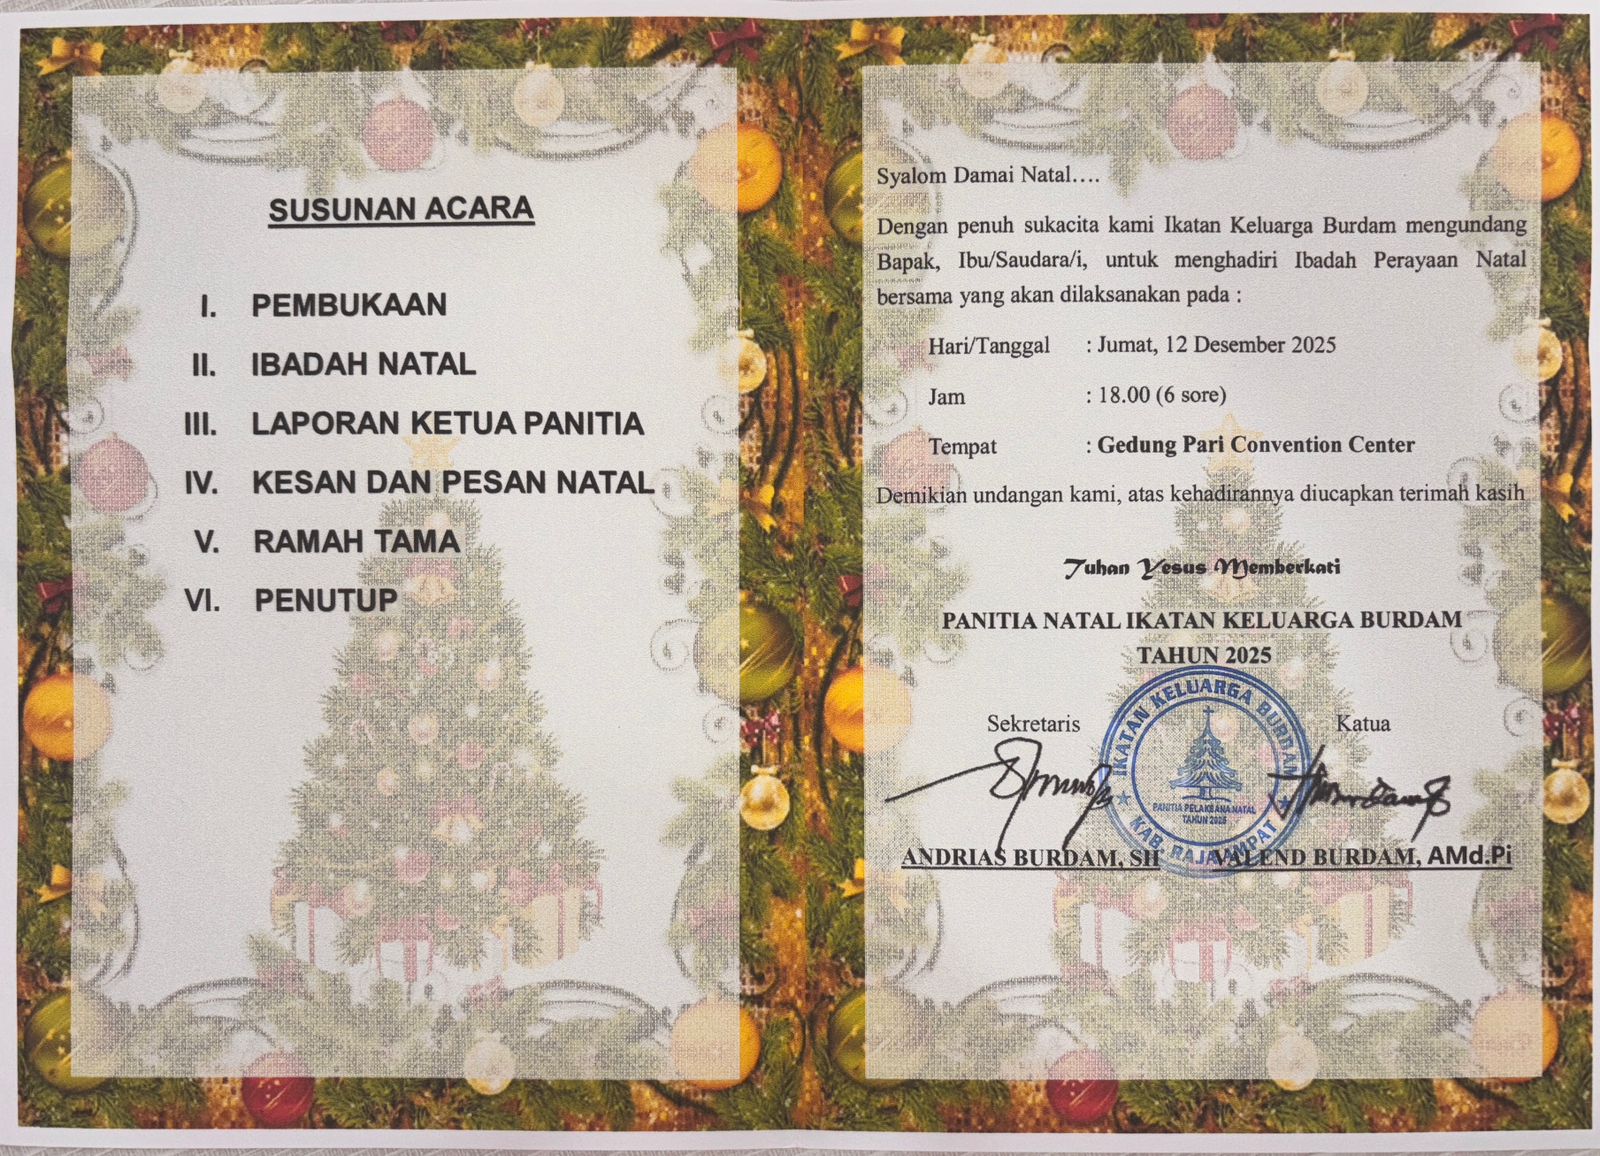 SUSUNAN ACARA
I. PEMBUKAAN
II. IBADAH NATAL
III. LAPORAN KETUA PANITIA
IV. KESAN DAN PESAN NATAL
V. RAMAH TAMA
VI. PENUTUP
Syalom Damai Natal....
Dengan penuh sukacita kami Ikatan Keluarga Burdam mengundang
Bapak, Ibu/Saudara/i, untuk menghadiri Ibadah Perayaan Natal
bersama yang akan dilaksanakan pada :
Hari/Tanggal : Jumat, 12 Desember 2025
Jam : 18.00 (6 sore)
Tempat : Gedung Pari Convention Center
Demikian undangan kami, atas kehadirannya diucapkan terimah kasih
Tuhan Yesus Memberkati
PANITIA NATAL IKATAN KELUARGA BURDAM
TAHUN 2025
Sekretaris Katua
IKATAN KELUARGA BURDAM
PANITIA PELAKSANA NATAL
TAHUN 2025
KAB. RAJA AMPAT
ANDRIAS BURDAM, SH VALEND BURDAM, AMd.Pi